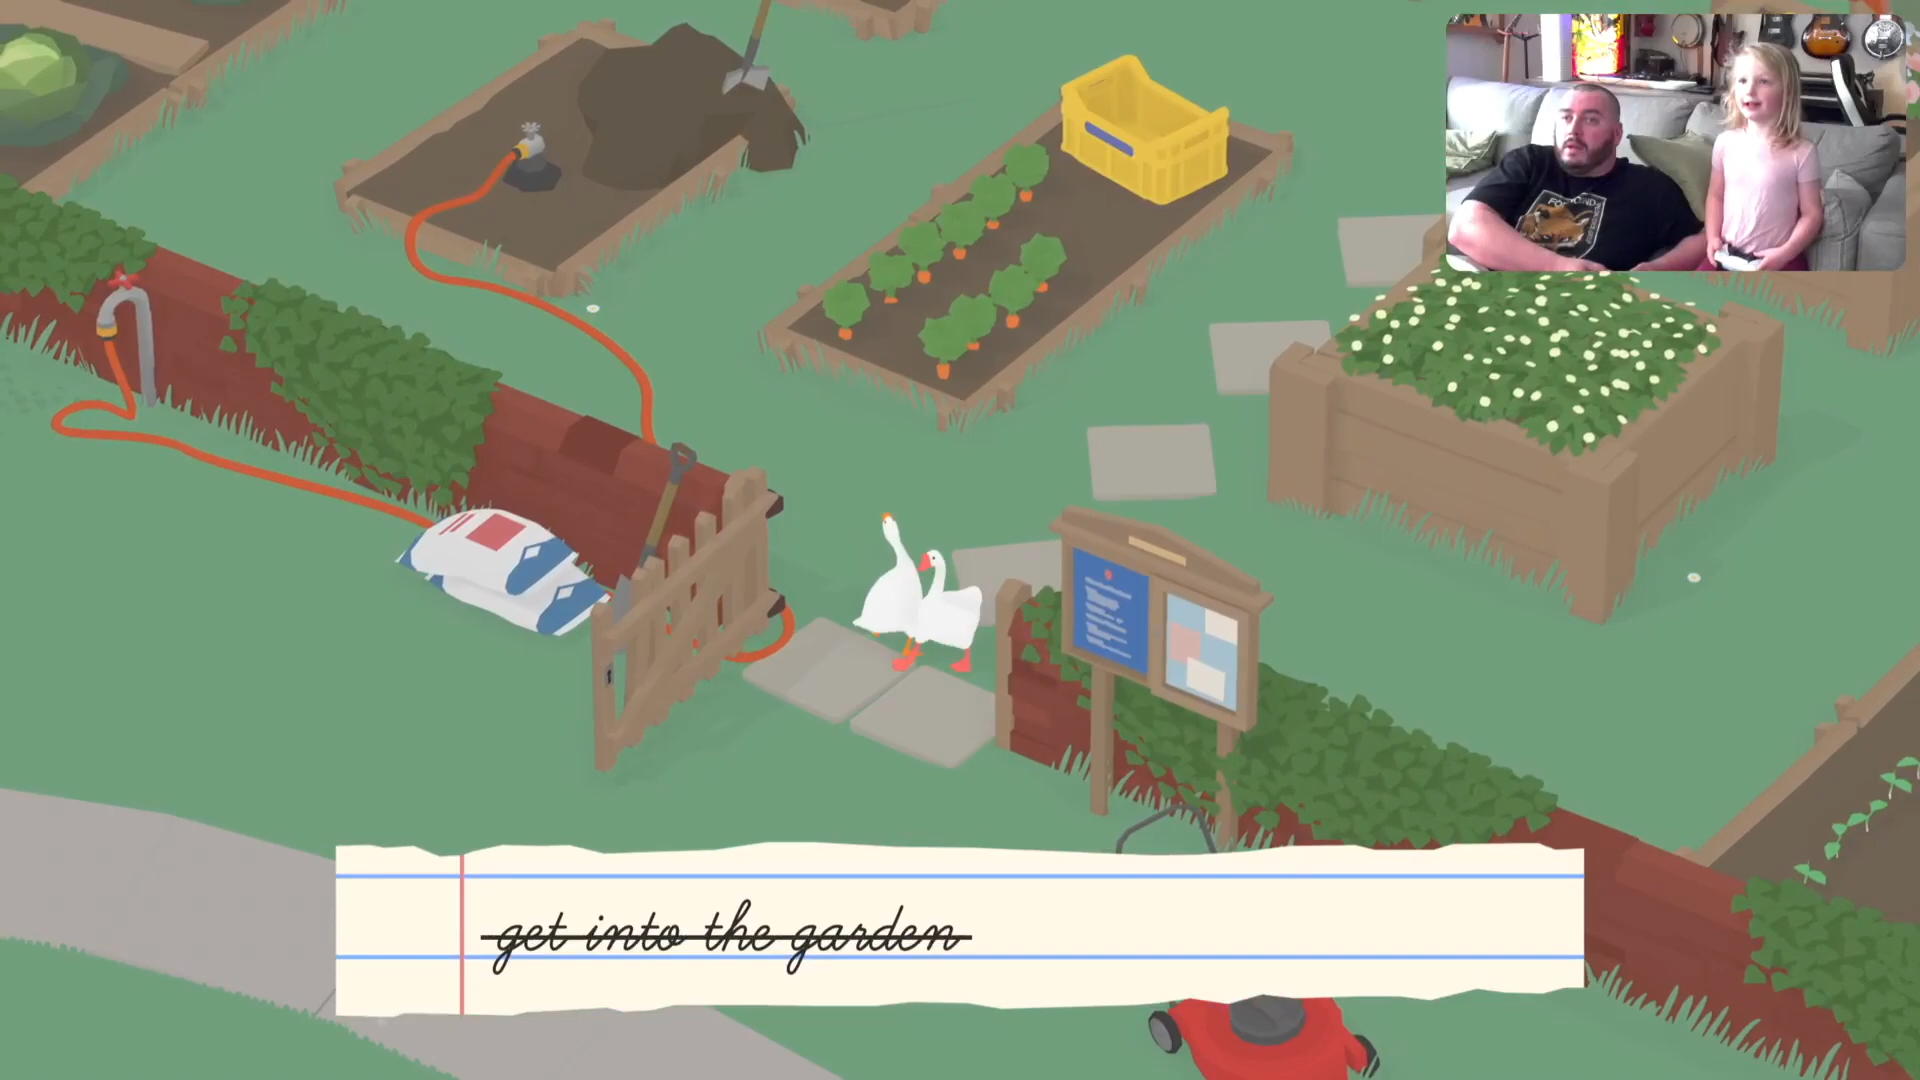 get into the garden